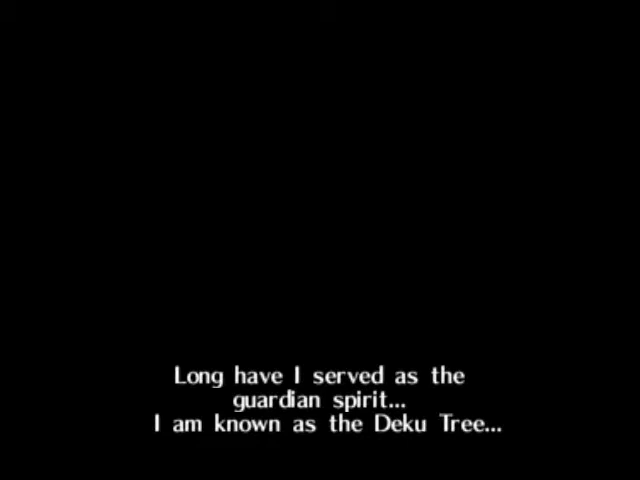 Long have I served as the
guardian spirit...
I am known as the Deku Tree...